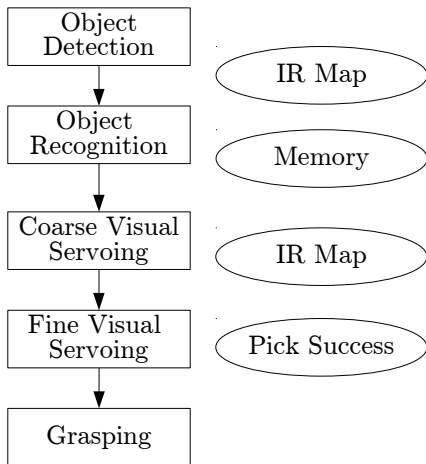 Object
Detection
IR Map
Object
Recognition
Memory
Coarse Visual
Servoing
IR Map
Fine Visual
Servoing
Pick Success
Grasping